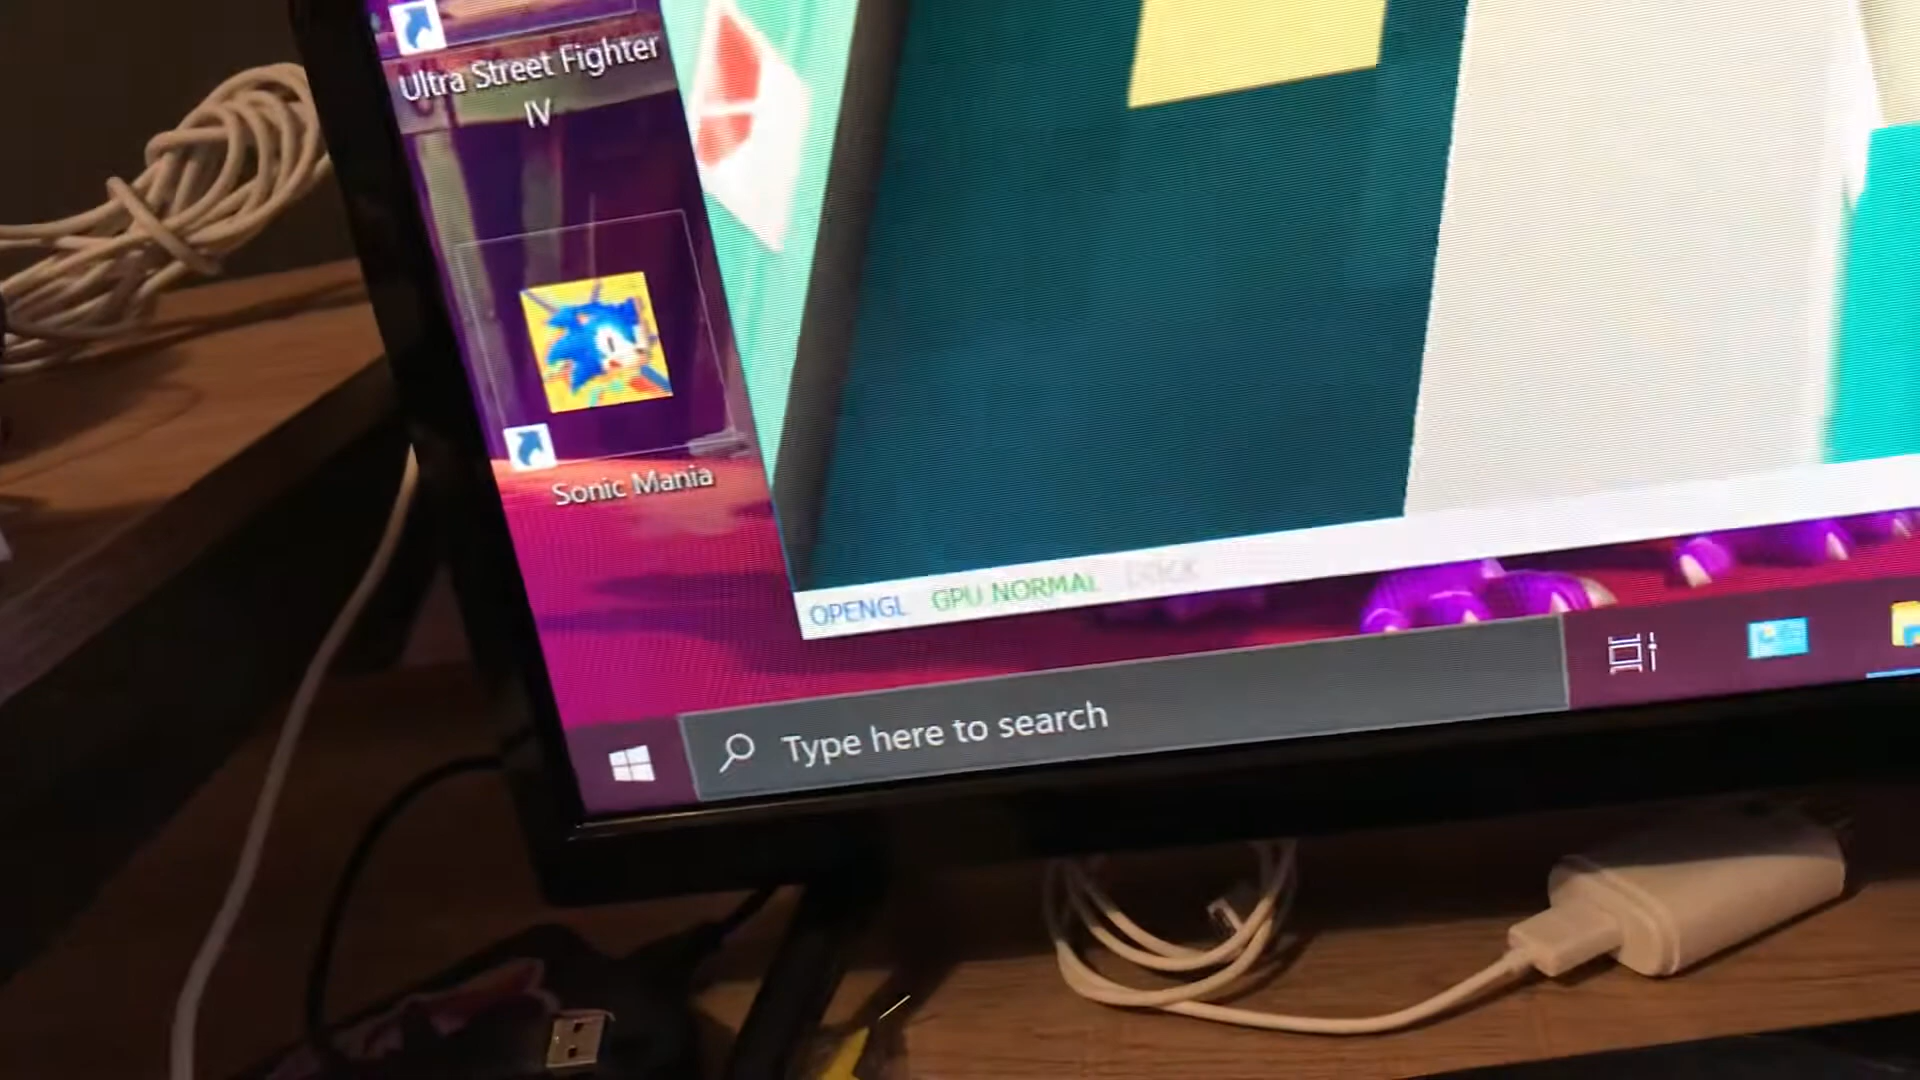 Ultra Street Fighter
IV
Sonic Mania
OPENGL GPU NORMAL
Type here to search